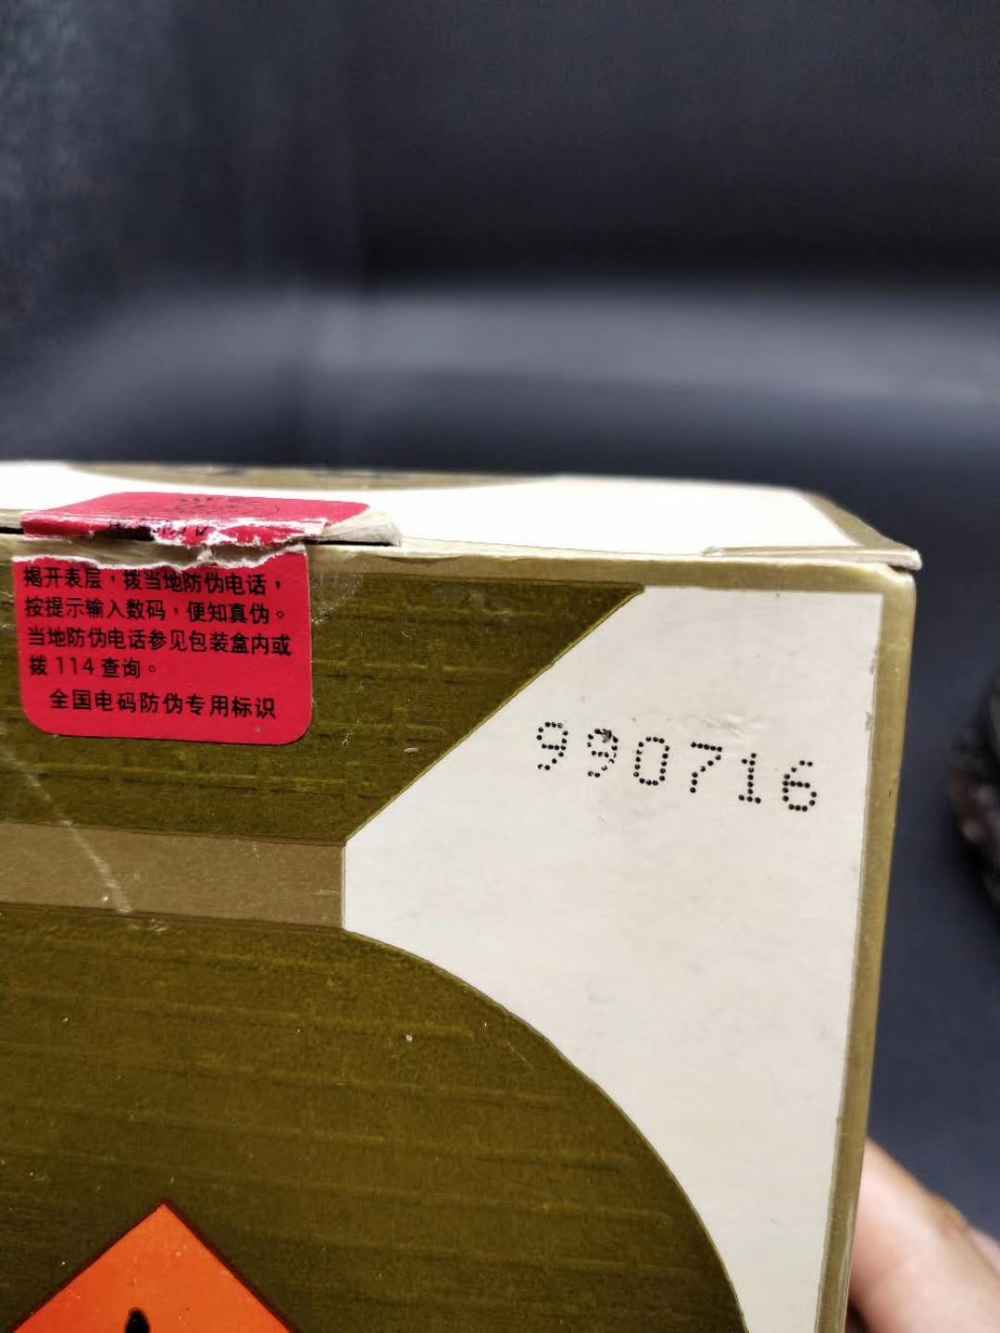 揭开表层，拨当地防伪电话，
按提示输入数码，便知真伪。
当地防伪电话参见包装盒内或
拨 114 查询。
全国电码防伪专用标识
990716